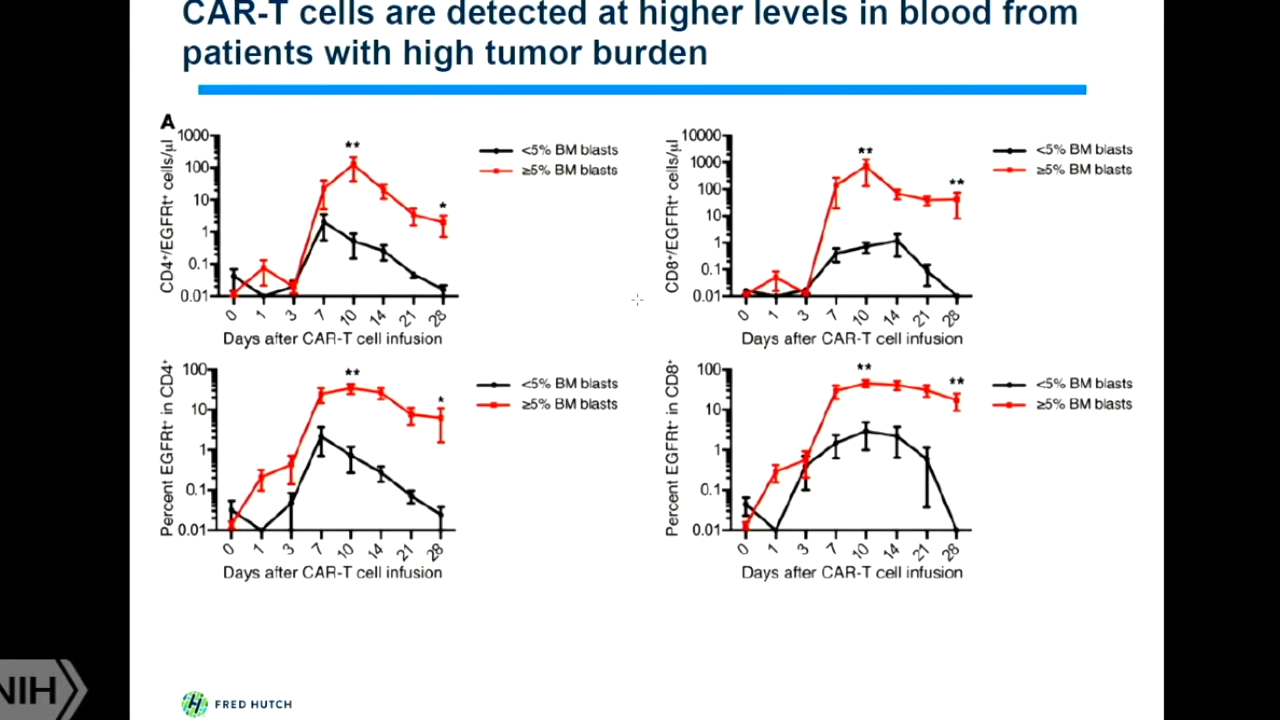 CAR-T cells are detected at higher levels in blood from
patients with high tumor burden
A
CD4⁺/EGFRt⁺ cells/µl
1000
100
10
1
0.1
0.01
**
*
<5% BM blasts
≥5% BM blasts
0 1 3 7 10 14 21 28
Days after CAR-T cell infusion
CD8⁺/EGFRt⁺ cells/µl
10000
1000
100
10
1
0.1
0.01
**
**
<5% BM blasts
≥5% BM blasts
0 1 3 7 10 14 21 28
Days after CAR-T cell infusion
Percent EGFRt⁺ in CD4⁺
100
10
1
0.1
0.01
**
*
<5% BM blasts
≥5% BM blasts
0 1 3 7 10 14 21 28
Days after CAR-T cell infusion
Percent EGFRt⁺ in CD8⁺
100
10
1
0.1
0.01
**
**
<5% BM blasts
≥5% BM blasts
0 1 3 7 10 14 21 28
Days after CAR-T cell infusion
NIH
FRED HUTCH